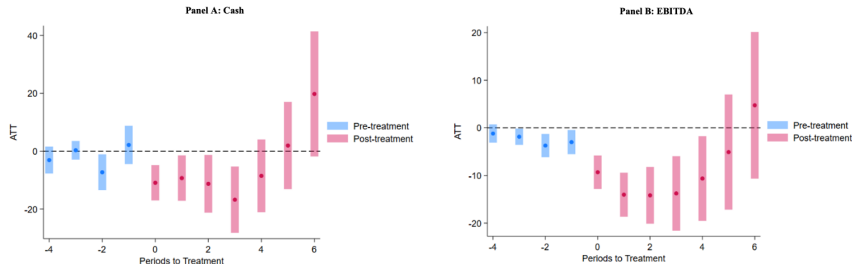 Panel A: Cash
40
20
0
-20
ATT
-4
-2
0
2
4
6
Periods to Treatment
Pre-treatment
Post-treatment
Panel B: EBITDA
20
10
0
-10
-20
ATT
-4
-2
0
2
4
6
Periods to Treatment
Pre-treatment
Post-treatment